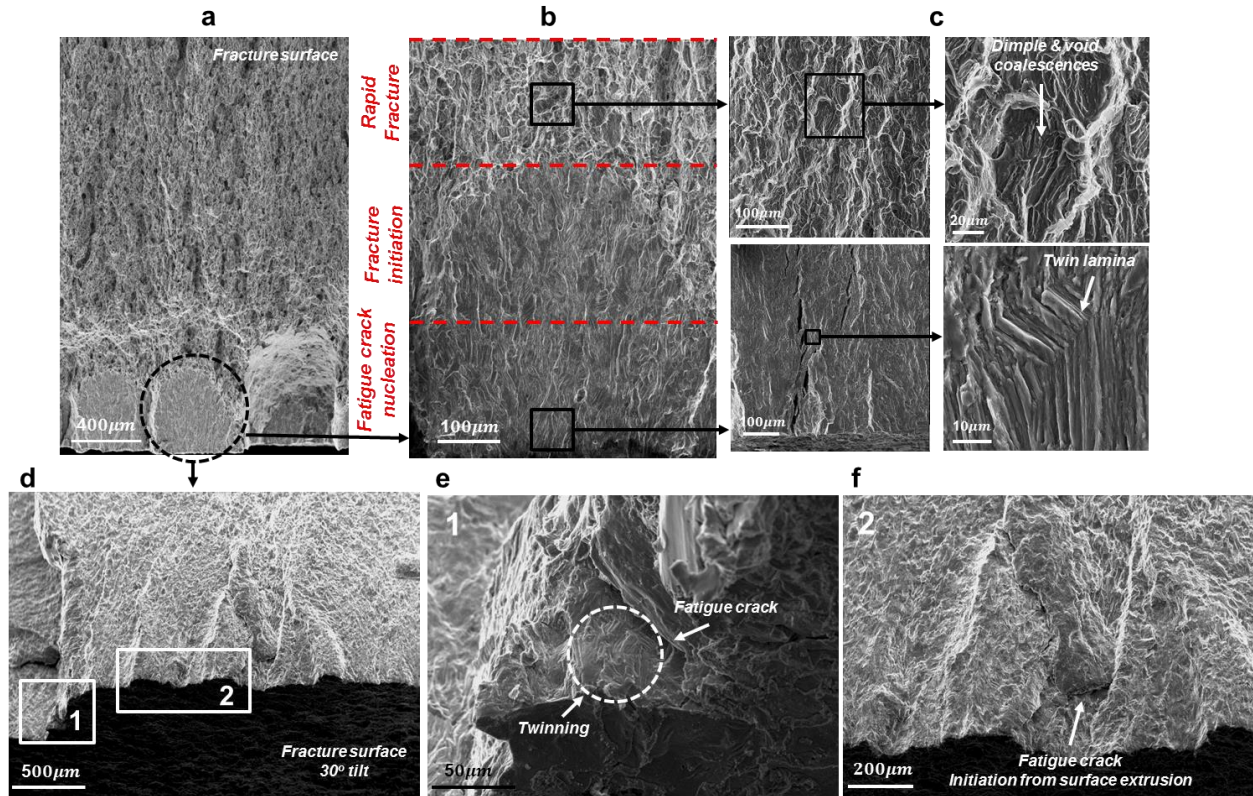 a
b
c
Fracture surface
400μm
Rapid
Fracture
Fracture
initiation
Fatigue crack
nucleation
100μm
100μm
Dimple & void
coalescences
20μm
100μm
Twin lamina
10μm
d
e
f
1
2
Fracture surface
30º tilt
500μm
1
Fatigue crack
Twinning
50μm
2
200μm
Fatigue crack
Initiation from surface extrusion